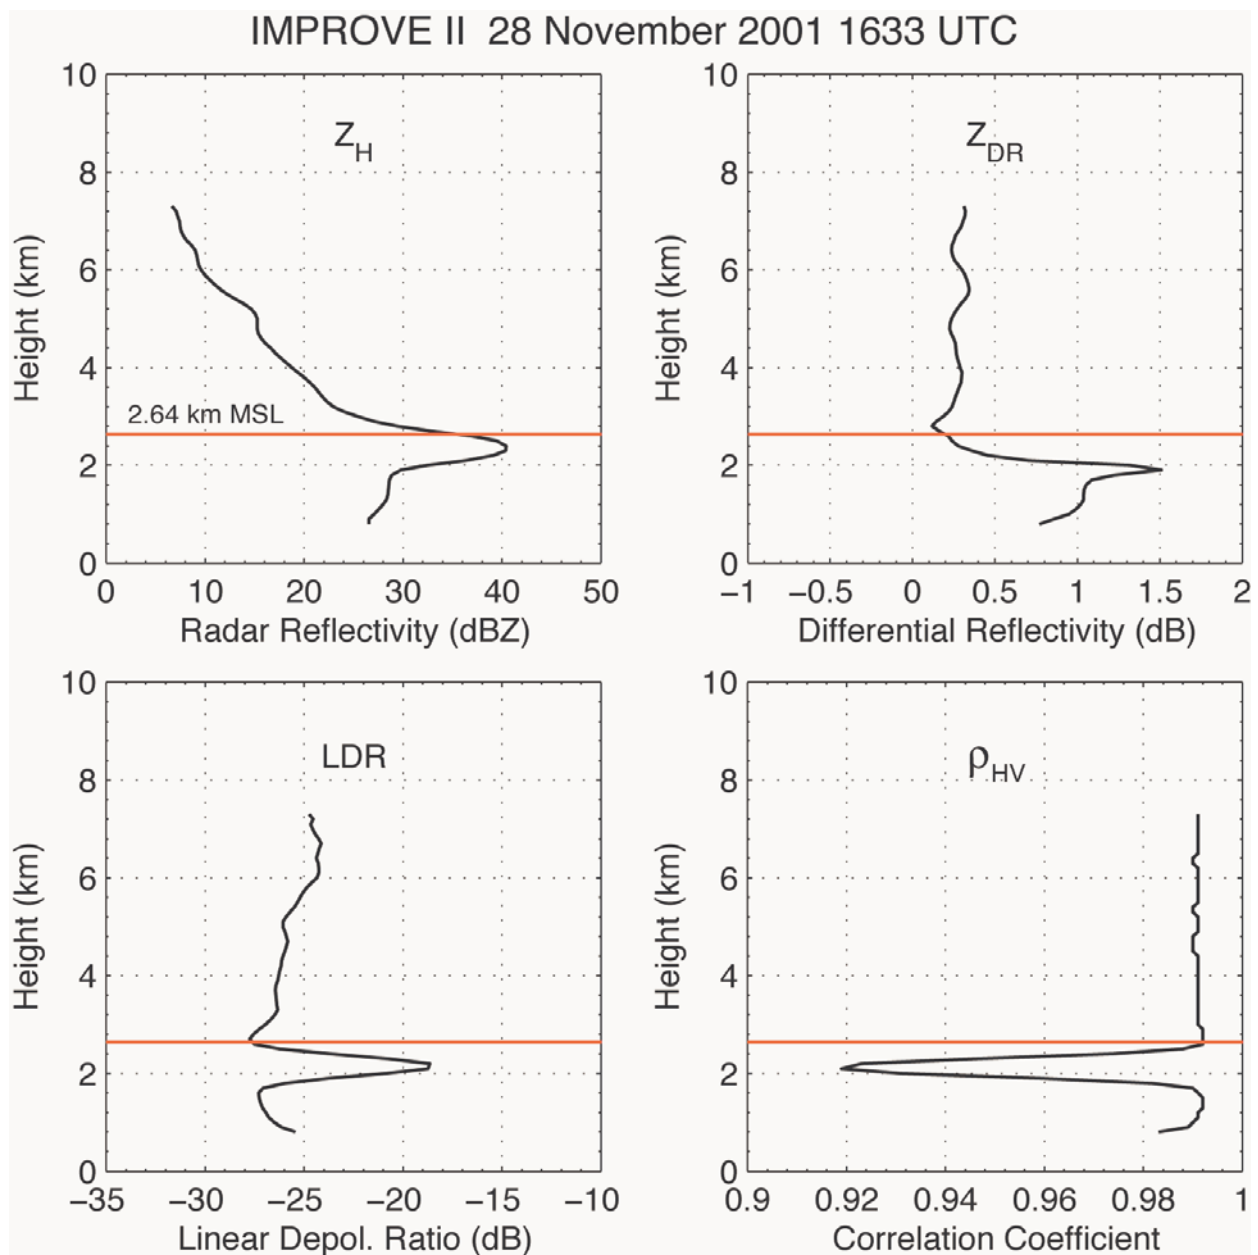 IMPROVE II 28 November 2001 1633 UTC
10
8
6
4
2
0
Height (km)
Z_H
2.64 km MSL
0 10 20 30 40 50
Radar Reflectivity (dBZ)
10
8
6
4
2
0
Height (km)
Z_DR
−1 −0.5 0 0.5 1 1.5 2
Differential Reflectivity (dB)
10
8
6
4
2
0
Height (km)
LDR
−35 −30 −25 −20 −15 −10
Linear Depol. Ratio (dB)
10
8
6
4
2
0
Height (km)
ρ_HV
0.9 0.92 0.94 0.96 0.98 1
Correlation Coefficient